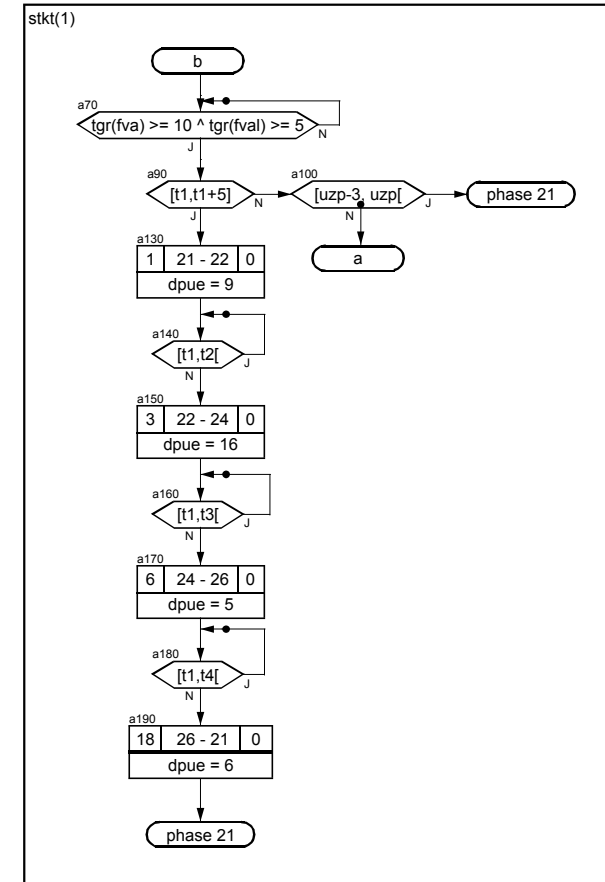 stkt(1)
b
a70
tgr(fva) >= 10 ^ tgr(fval) >= 5
N
J
a90
[t1,t1+5]
N
J
a100
[uzp-3, uzp[
J
N
phase 21
a
a130
1 21 - 22 0
dpue = 9
a140
[t1,t2[
J
N
a150
3 22 - 24 0
dpue = 16
a160
[t1,t3[
J
N
a170
6 24 - 26 0
dpue = 5
a180
[t1,t4[
J
N
a190
18 26 - 21 0
dpue = 6
phase 21